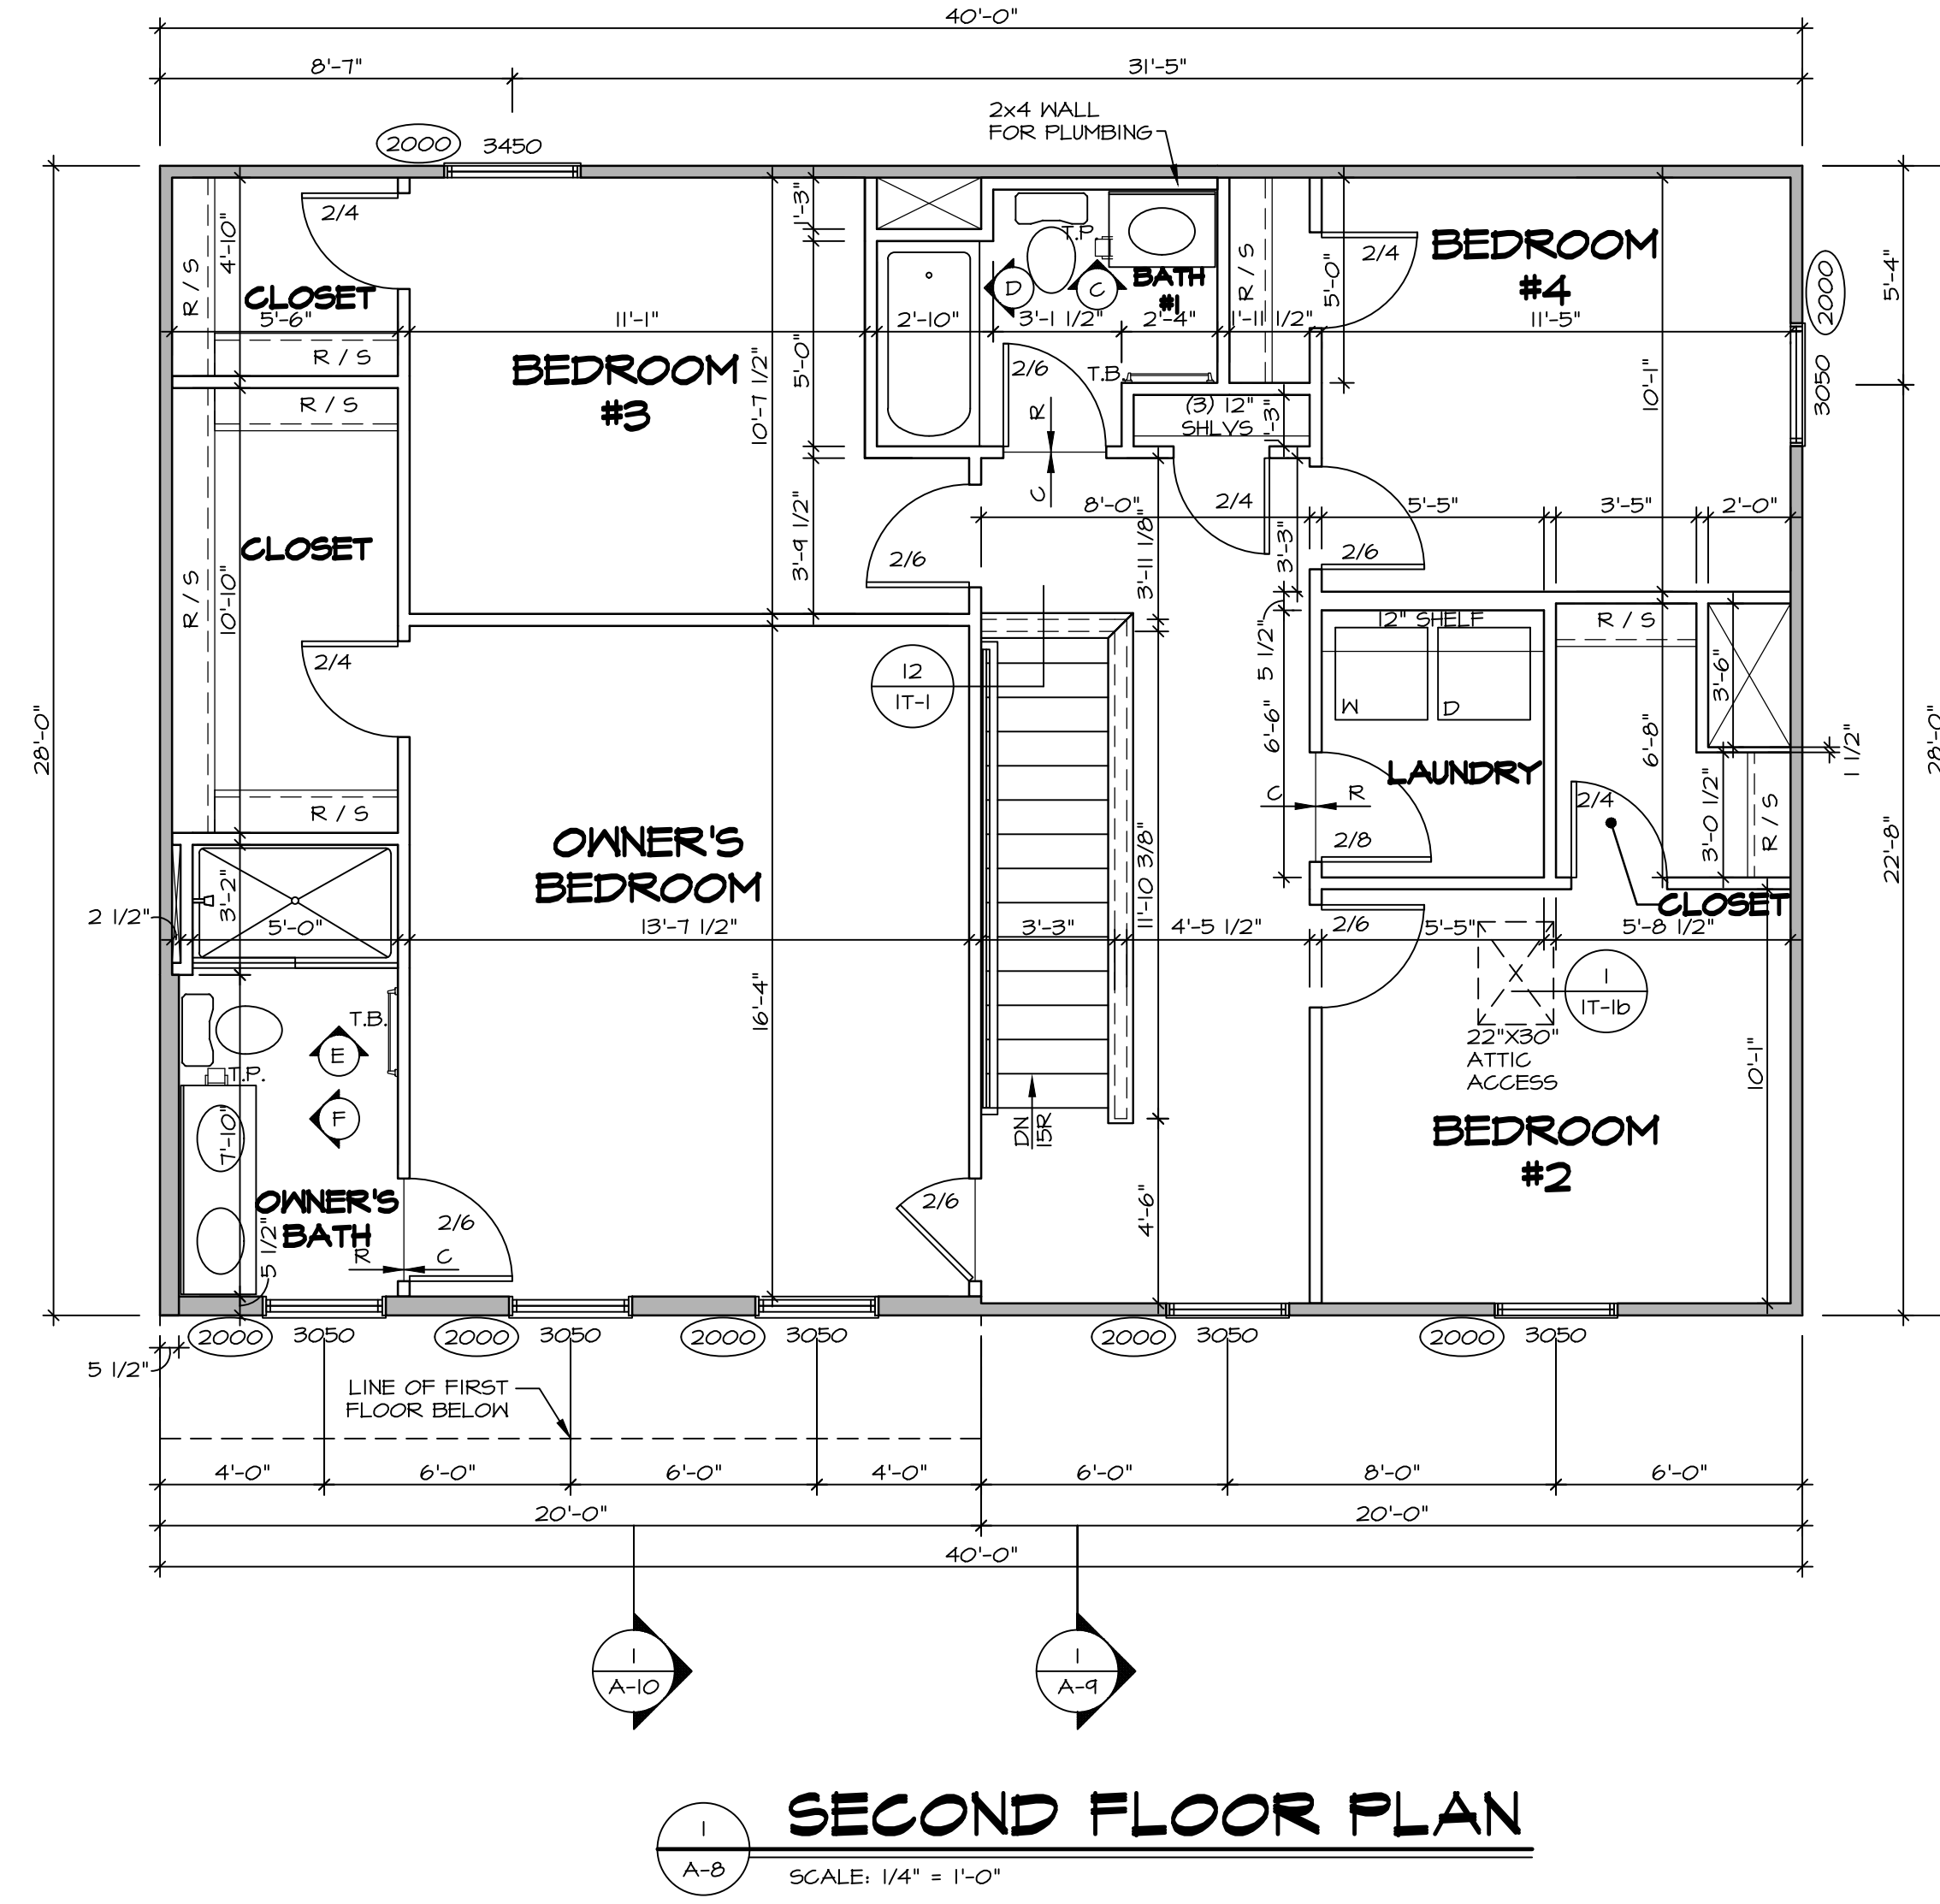 40'-0"
8'-7"
31'-5"
2x4 WALL
FOR PLUMBING
2000
3450
2/4
4'-10"
R / S
CLOSET
5'-6"
R / S
11'-1"
BEDROOM
#3
10'-7 1/2"
1'-3"
5'-0"
2'-10"
T.P.
D
C
BATH
#1
3'-1 1/2"
2'-4"
1'-11 1/2"
R / S
5'-0"
2/4
BEDROOM
#4
11'-5"
10'-1"
2000
3050
5'-4"
R / S
2/6
T.B.
R
C
(3) 12"
SHLVS
1'-3"
CLOSET
R / S
10'-10"
3'-9 1/2"
2/6
8'-0"
3'-11 1/8"
2/4
3'-3"
2/6
5'-5"
3'-5"
2'-0"
28'-0"
28'-0"
2/4
12
1T-1
5 1/2"
12" SHELF
R / S
W
D
6'-6"
LAUNDRY
6'-8"
3'-6"
1 1/2"
C
R
2/8
2/4
3'-0 1/2"
R / S
22'-8"
R / S
OWNER'S
BEDROOM
11'-10 3/8"
2 1/2"
3'-2"
5'-0"
13'-7 1/2"
3'-3"
4'-5 1/2"
2/6
5'-5"
5'-8 1/2"
CLOSET
16'-4"
1
1T-1b
22"X30"
ATTIC
ACCESS
10'-1"
T.B.
E
T.P.
F
7'-10"
DN
15R
BEDROOM
#2
OWNER'S
BATH
5 1/2"
R
C
2/6
2/6
4'-6"
2000
3050
2000
3050
2000
3050
2000
3050
2000
3050
5 1/2"
LINE OF FIRST
FLOOR BELOW
4'-0"
6'-0"
6'-0"
4'-0"
6'-0"
8'-0"
6'-0"
20'-0"
20'-0"
40'-0"
1
A-10
1
A-9
1
A-8
SECOND FLOOR PLAN
SCALE: 1/4" = 1'-0"